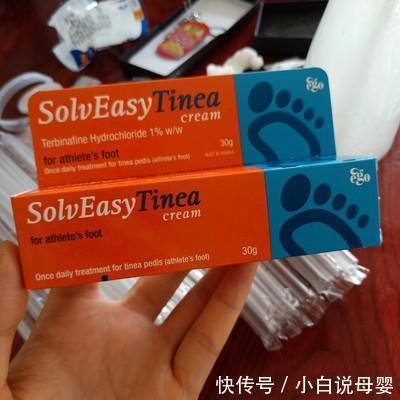 SolvEasyTinea
cream
Terbinafine Hydrochloride 1% w/w
30g
for athlete's foot
Once daily treatment for tinea pedis (athlete's foot)
ego
SolvEasyTinea
cream
for athlete's foot
30g
Once daily treatment for tinea pedis (athlete's foot)
ego
快传号 / 小白说母婴